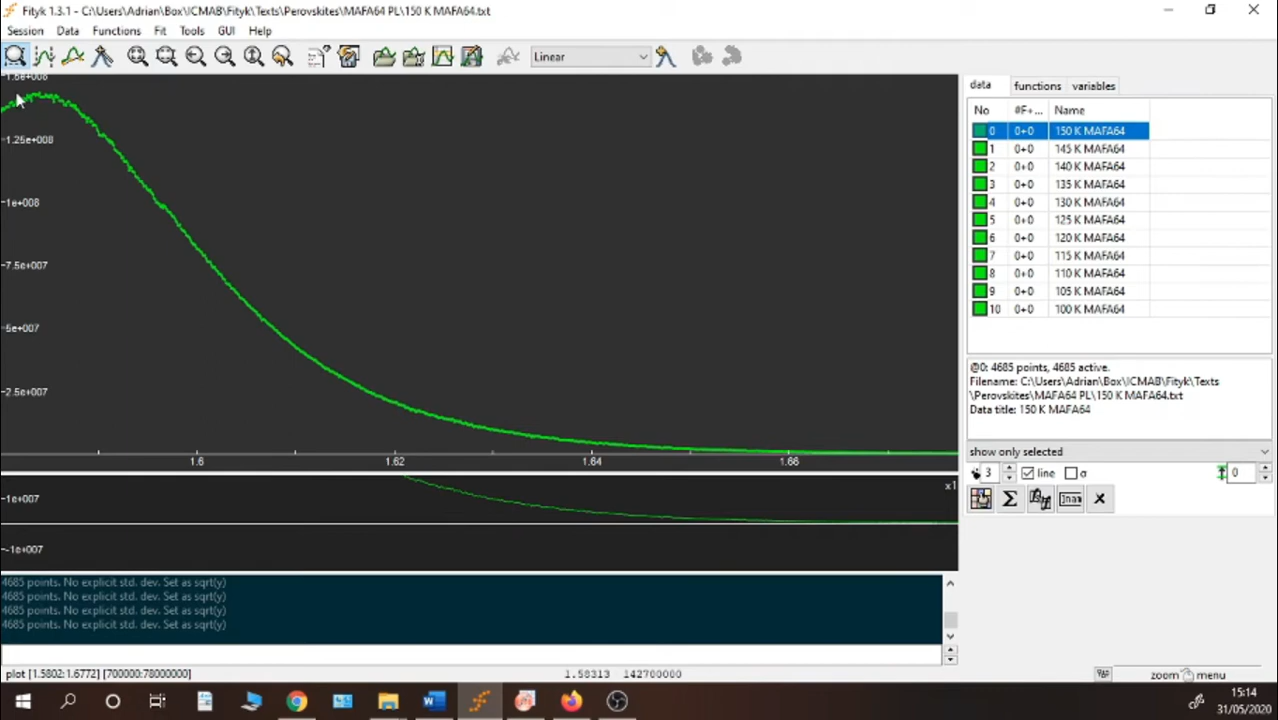 Fityk 1.3.1 - C:\Users\Adrian\Box\ICMAB\Fityk\Texts\Perovskites\MAFA64 PL\150 K MAFA64.txt
Session Data Functions Fit Tools GUI Help
Linear
1.5e+008
1.25e+008
1e+008
7.5e+007
5e+007
2.5e+007
1.6 1.62 1.64 1.66
1e+007
x1
-1e+007
4685 points. No explicit std. dev. Set as sqrt(y)
4685 points. No explicit std. dev. Set as sqrt(y)
4685 points. No explicit std. dev. Set as sqrt(y)
4685 points. No explicit std. dev. Set as sqrt(y)
data functions variables
No #F+... Name
0 0+0 150 K MAFA64
1 0+0 145 K MAFA64
2 0+0 140 K MAFA64
3 0+0 135 K MAFA64
4 0+0 130 K MAFA64
5 0+0 125 K MAFA64
6 0+0 120 K MAFA64
7 0+0 115 K MAFA64
8 0+0 110 K MAFA64
9 0+0 105 K MAFA64
10 0+0 100 K MAFA64
@0: 4685 points, 4685 active.
Filename: C:\Users\Adrian\Box\ICMAB\Fityk\Texts
\Perovskites\MAFA64 PL\150 K MAFA64.txt
Data title: 150 K MAFA64
show only selected
3 line σ 0
plot [1.5802:1.6772] [700000:78000000] 1.58313 142700000 zoom menu
15:14
31/05/2020